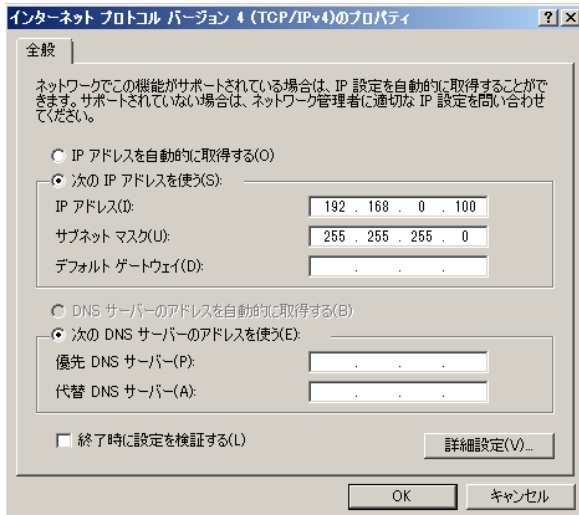 インターネット プロトコル バージョン 4 (TCP/IPv4)のプロパティ
? ×
全般
ネットワークでこの機能がサポートされている場合は、IP 設定を自動的に取得することがで
きます。サポートされていない場合は、ネットワーク管理者に適切な IP 設定を問い合わせ
てください。
IP アドレスを自動的に取得する(O)
次の IP アドレスを使う(S):
IP アドレス(I): 192 . 168 . 0 . 100
サブネット マスク(U): 255 . 255 . 255 . 0
デフォルト ゲートウェイ(D): . . .
DNS サーバーのアドレスを自動的に取得する(B)
次の DNS サーバーのアドレスを使う(E):
優先 DNS サーバー(P): . . .
代替 DNS サーバー(A): . . .
終了時に設定を検証する(L)
詳細設定(V)...
OK キャンセル